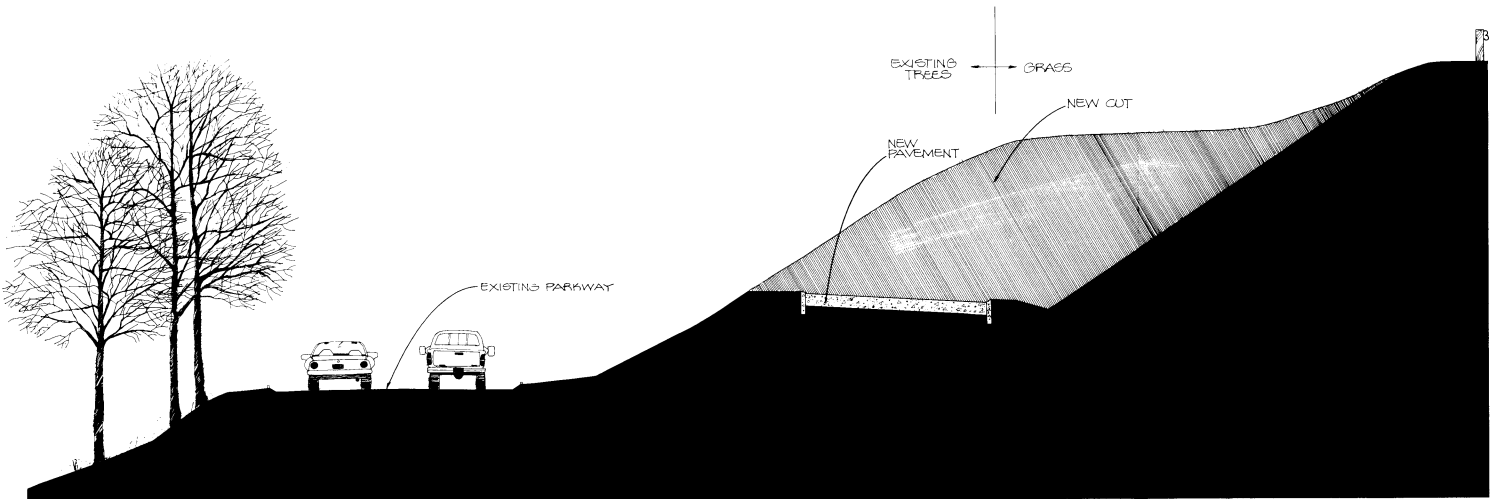 EXISTING
TREES
GRASS
NEW CUT
NEW
PAVEMENT
EXISTING PARKWAY